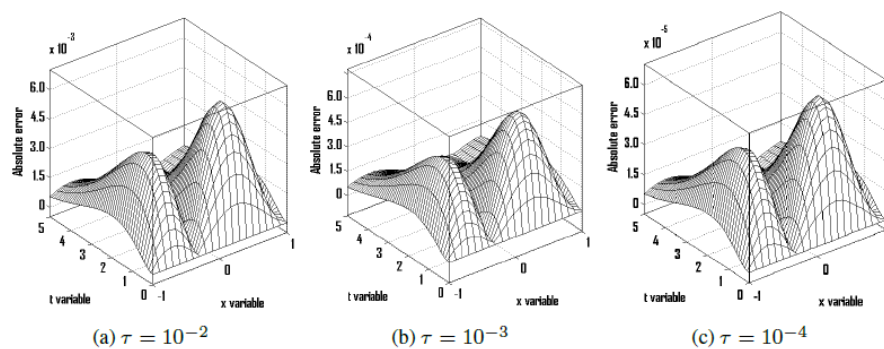 x 10 -3
6.0
4.5
3.0
1.5
0
Absolute error
5
4
3
2
1
0
t variable
-1
0
1
x variable
(a) τ = 10−2
x 10 -4
6.0
4.5
3.0
1.5
0
Absolute error
5
4
3
2
1
0
t variable
-1
0
1
x variable
(b) τ = 10−3
x 10 -5
6.0
4.5
3.0
1.5
0
Absolute error
5
4
3
2
1
0
t variable
-1
0
1
x variable
(c) τ = 10−4